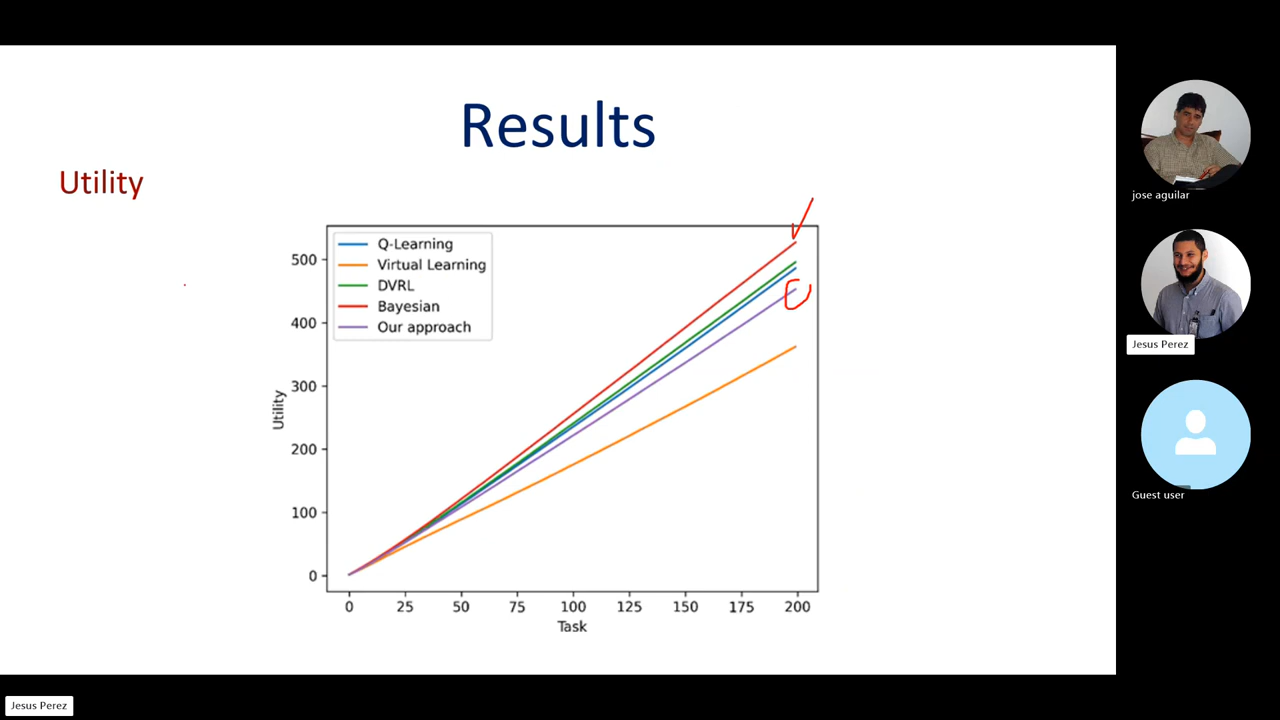 Results
Utility
Q-Learning
Virtual Learning
DVRL
Bayesian
Our approach
500
400
300
200
100
0
Utility
0 25 50 75 100 125 150 175 200
Task
jose aguilar
Jesus Perez
Guest user
Jesus Perez